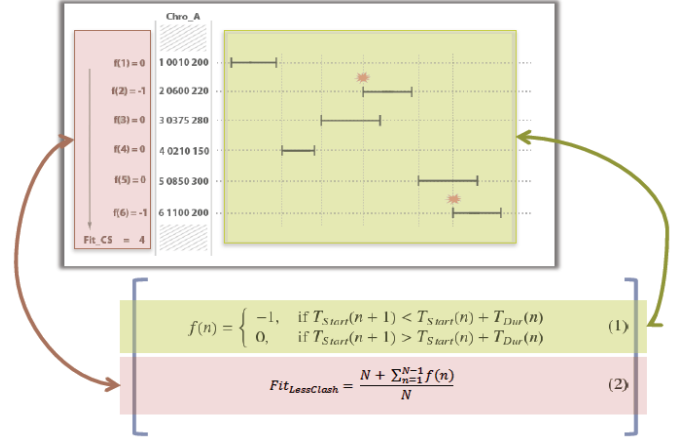 Chro_A
f(1) = 0 1 0010 200
f(2) = -1 2 0600 220
f(3) = 0 3 0375 280
f(4) = 0 4 0210 150
f(5) = 0 5 0850 300
f(6) = -1 6 1100 200
Fit_CS = 4
f(n) = { -1, if T_Start(n + 1) < T_Start(n) + T_Dur(n)
0, if T_Start(n + 1) > T_Start(n) + T_Dur(n) (1)
Fit_LessClash = (N + ∑_{n=1}^{N-1} f(n)) / N (2)